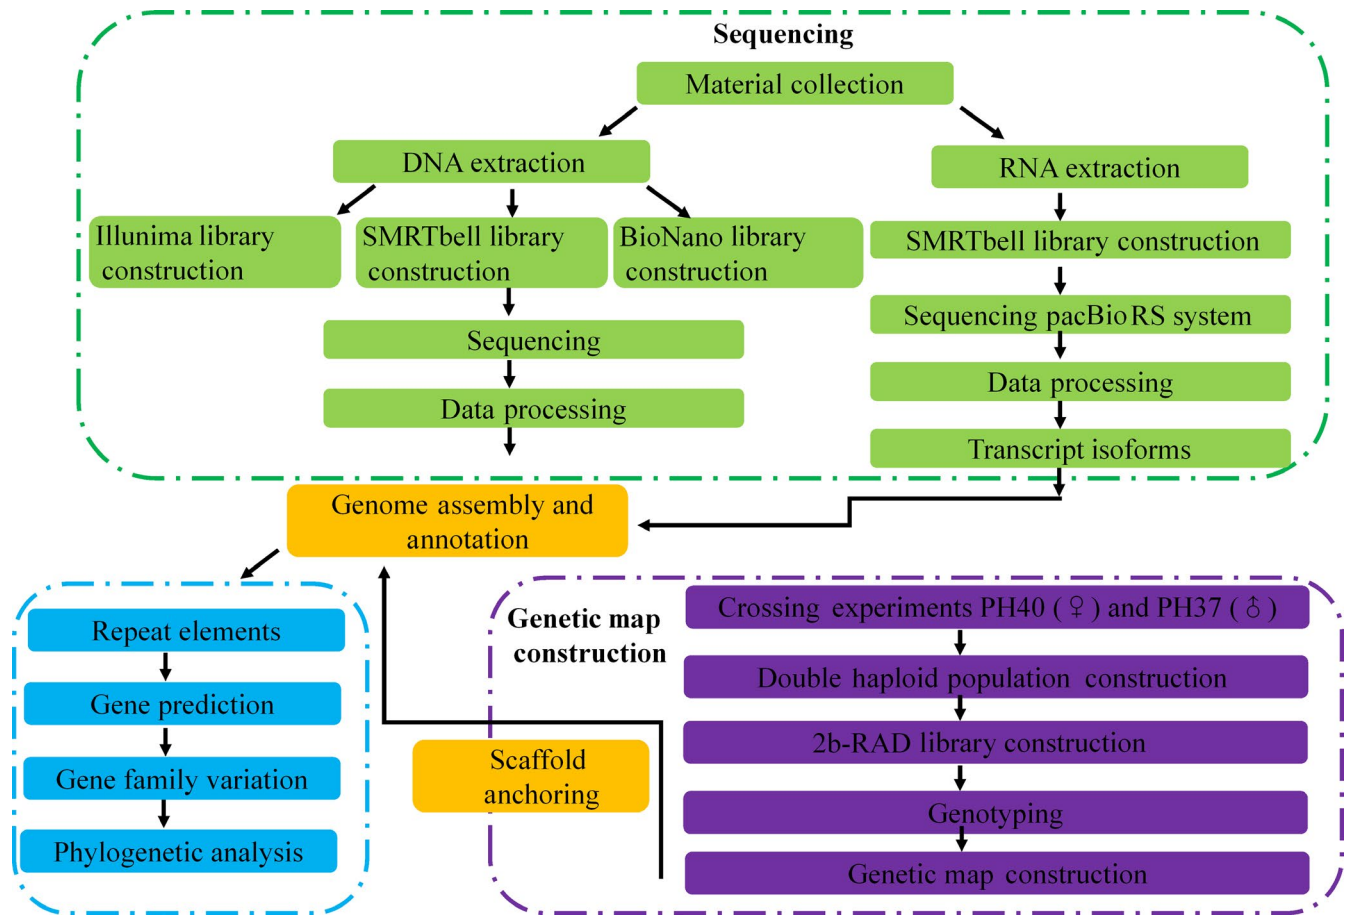 Sequencing
Material collection
DNA extraction
RNA extraction
Illunima library
construction
SMRTbell library
construction
BioNano library
construction
SMRTbell library construction
Sequencing
Sequencing pacBio RS system
Data processing
Data processing
Transcript isoforms
Genome assembly and
annotation
Repeat elements
Gene prediction
Gene family variation
Phylogenetic analysis
Scaffold
anchoring
Genetic map
construction
Crossing experiments PH40 (♀) and PH37 (♂)
Double haploid population construction
2b-RAD library construction
Genotyping
Genetic map construction